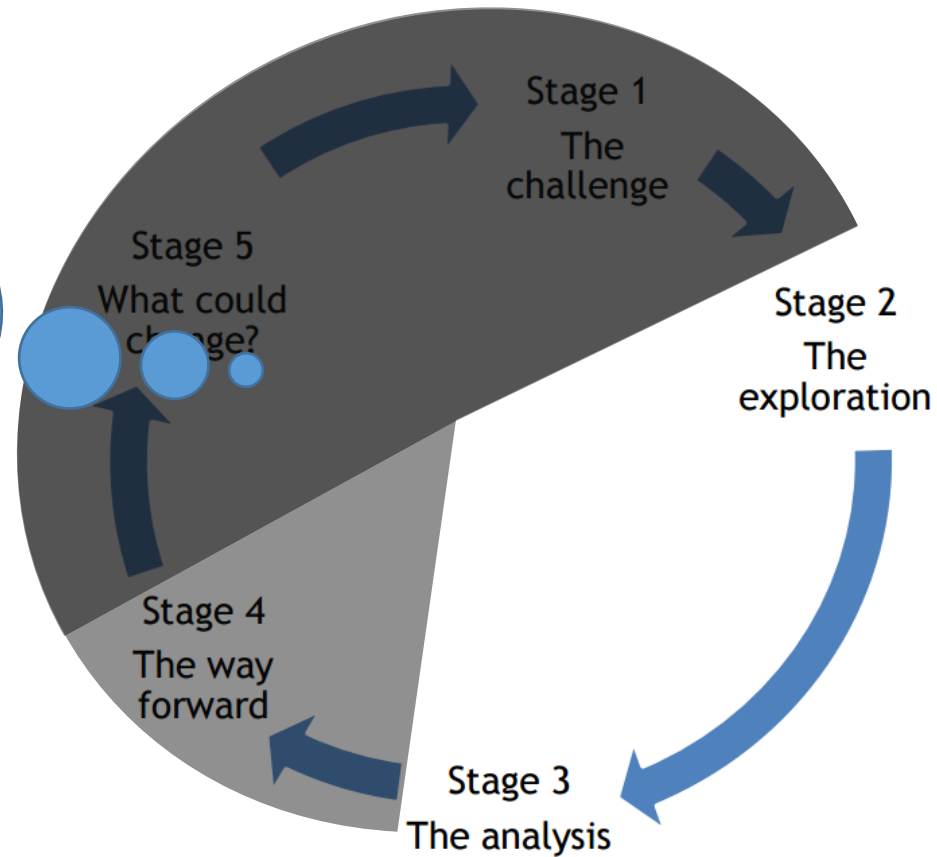 Stage 1
The
challenge
Stage 2
The
exploration
Stage 3
The analysis
Stage 4
The way
forward
Stage 5
What could
change?